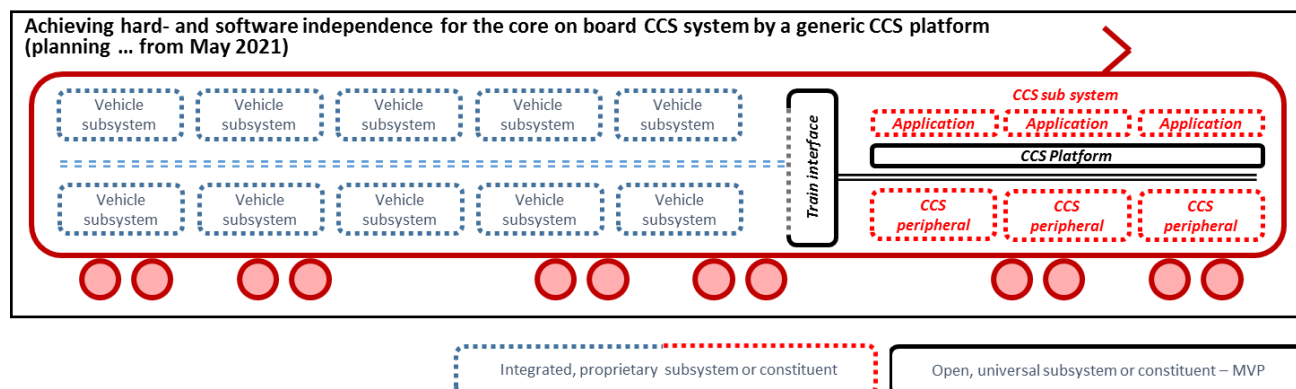 Achieving hard- and software independence for the core on board CCS system by a generic CCS platform
(planning ... from May 2021)
Vehicle
subsystem
Vehicle
subsystem
Vehicle
subsystem
Vehicle
subsystem
Vehicle
subsystem
Vehicle
subsystem
Vehicle
subsystem
Vehicle
subsystem
Vehicle
subsystem
Vehicle
subsystem
Train interface
CCS sub system
Application
Application
Application
CCS Platform
CCS
peripheral
CCS
peripheral
CCS
peripheral
Integrated, proprietary subsystem or constituent
Open, universal subsystem or constituent – MVP